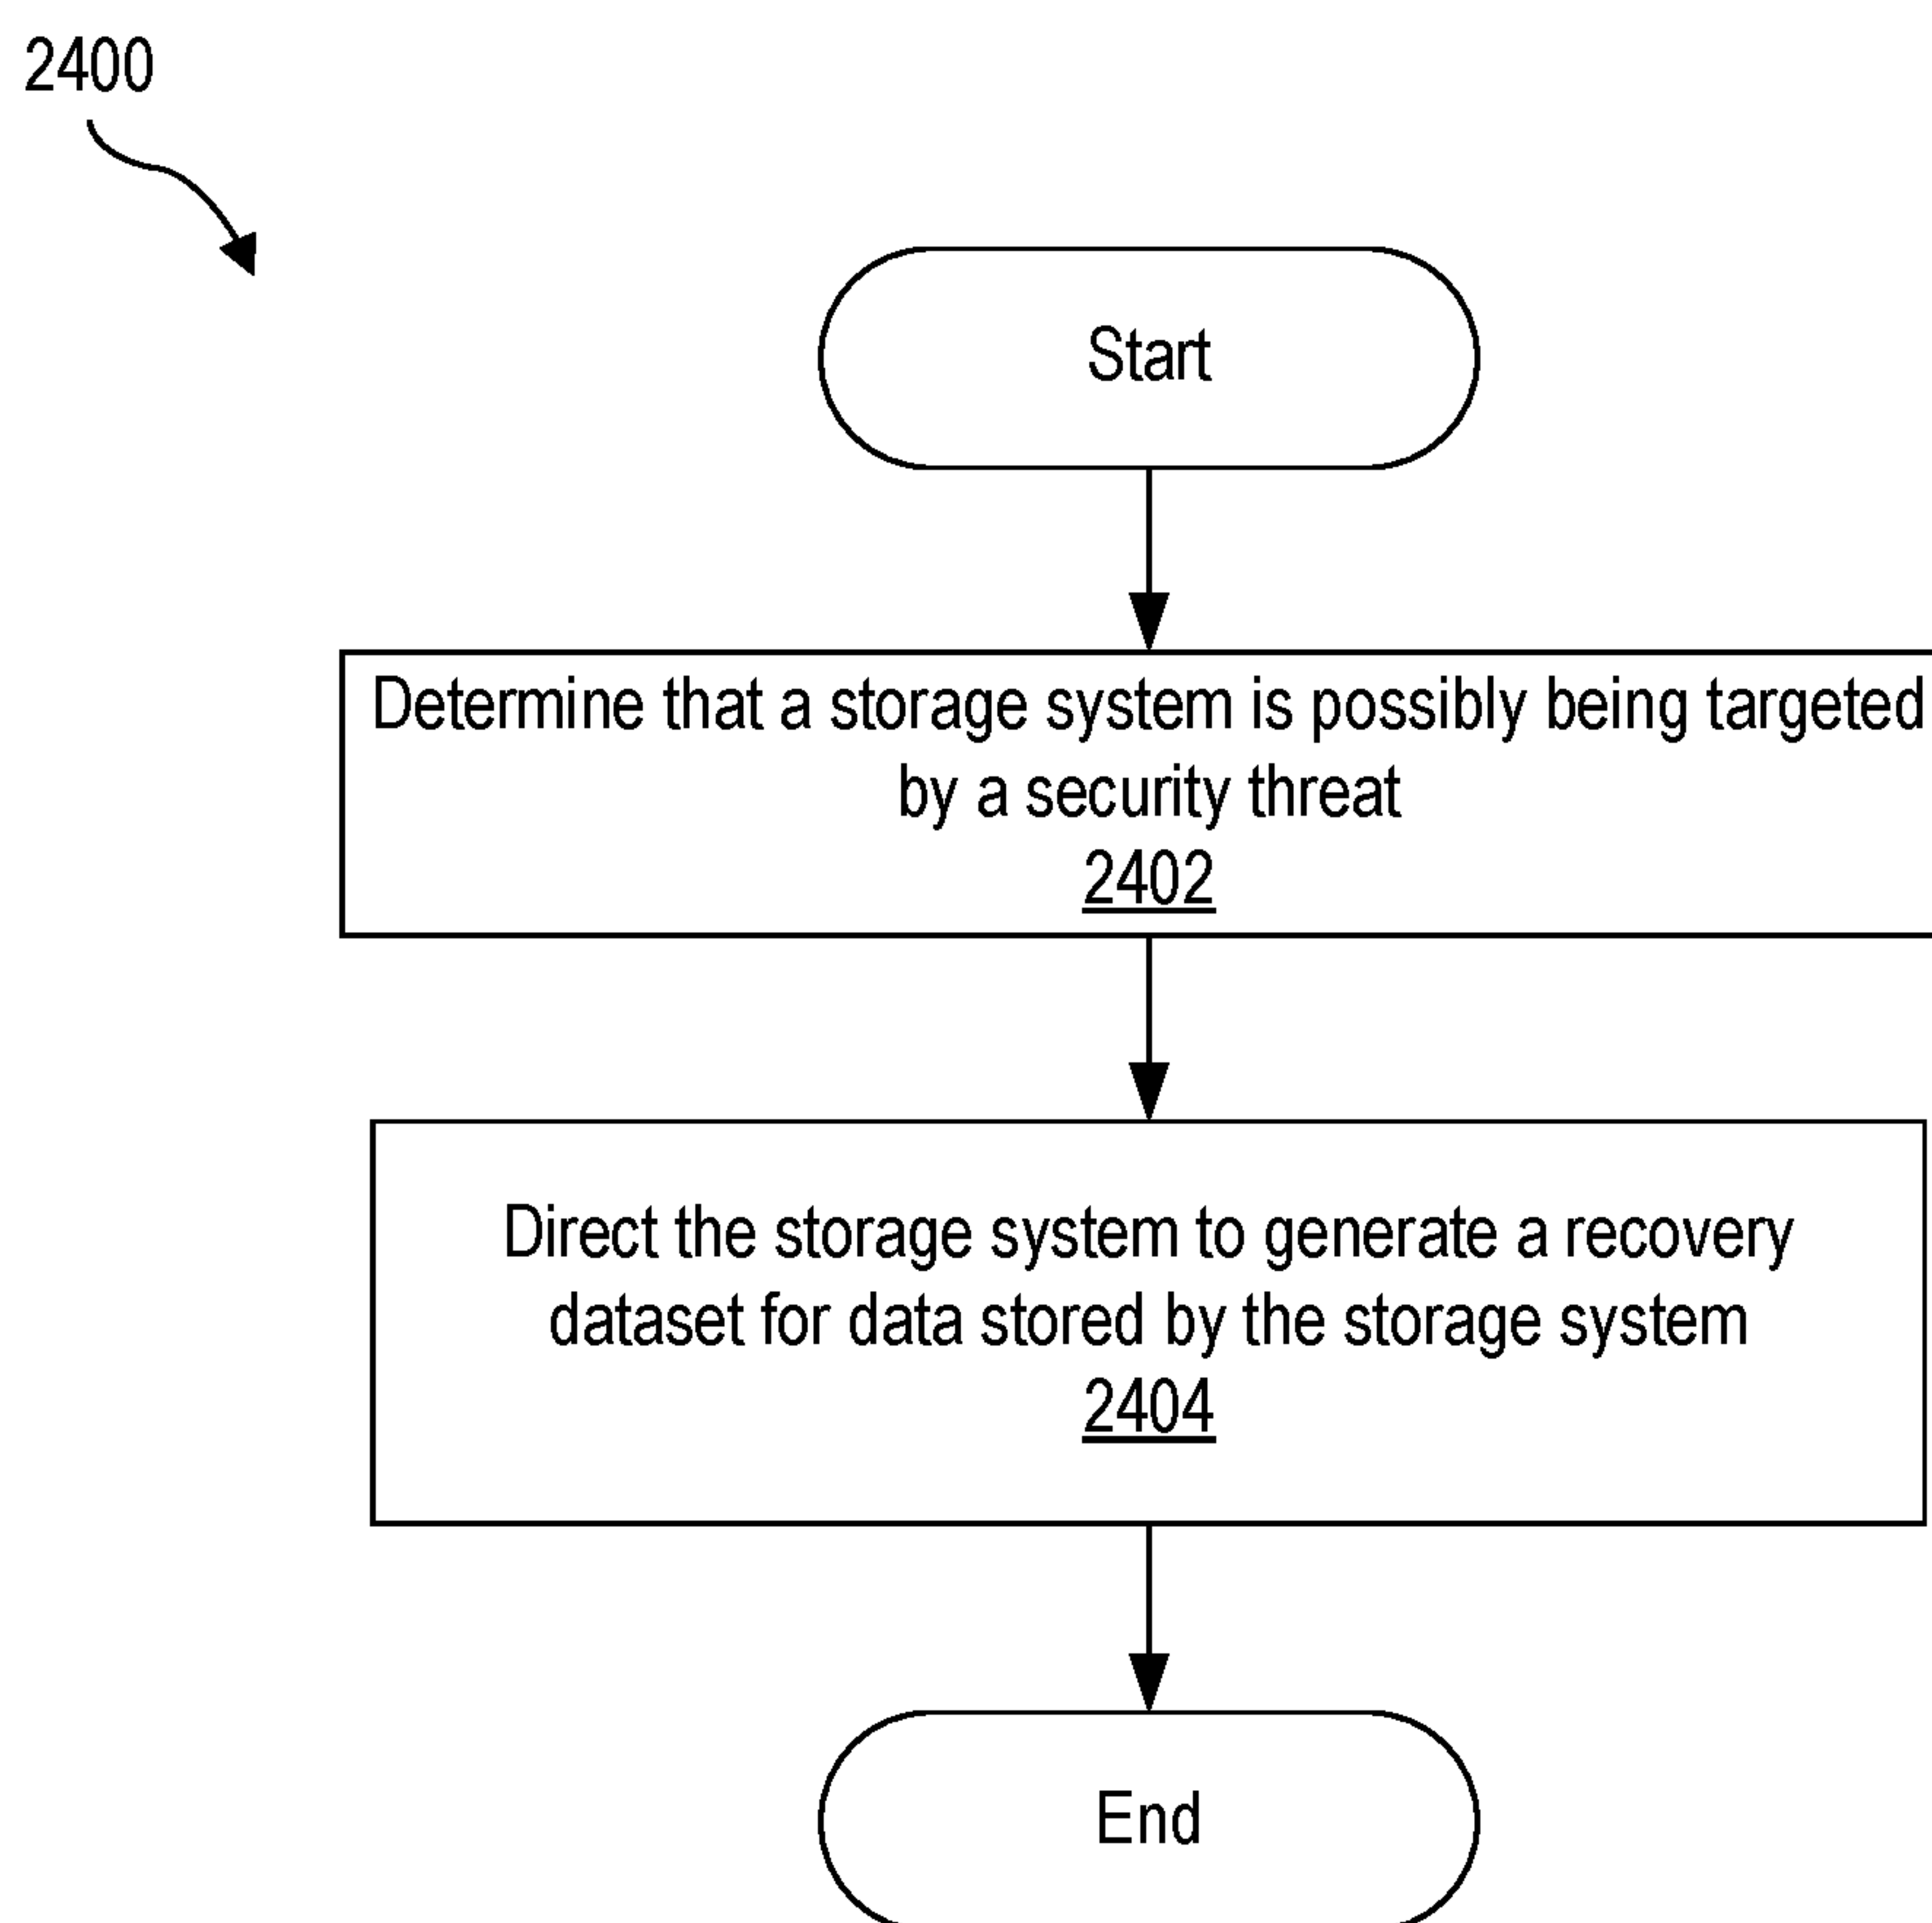 2400
Start
Determine that a storage system is possibly being targeted
by a security threat
2402
Direct the storage system to generate a recovery
dataset for data stored by the storage system
2404
End